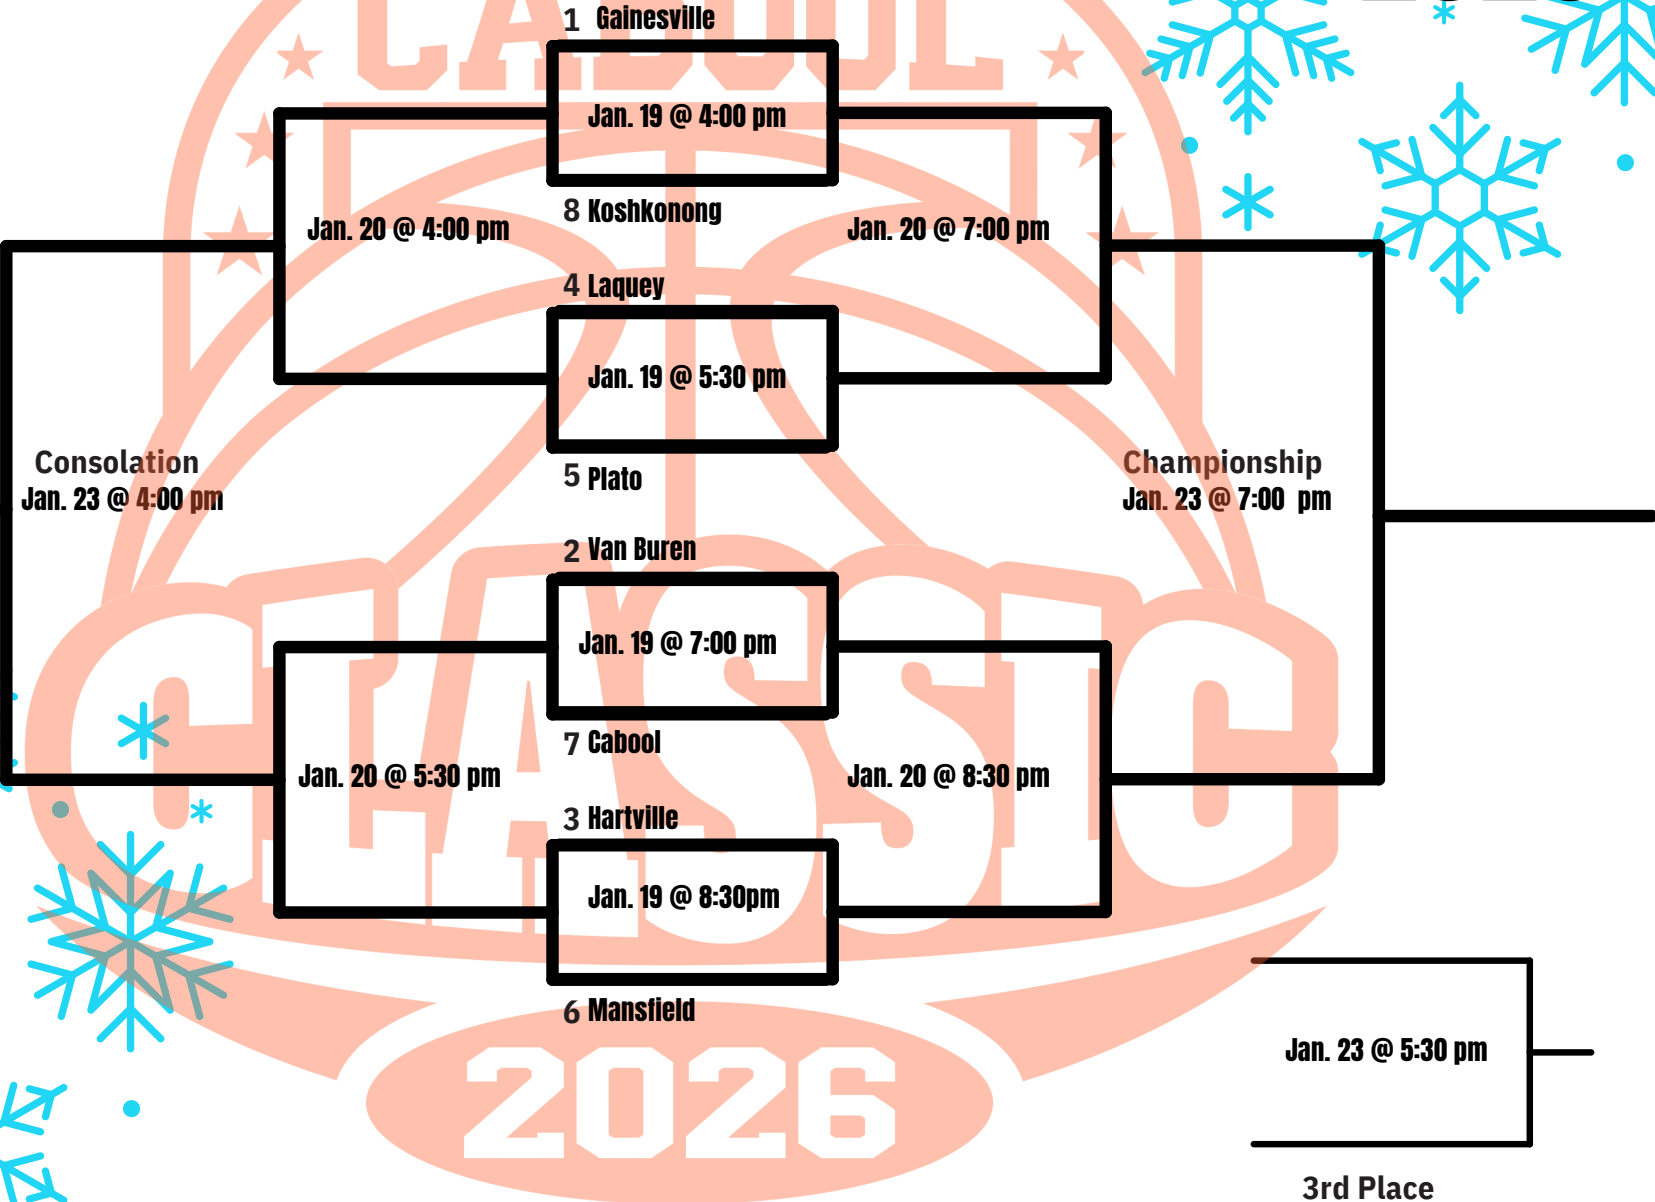 CABOOL
1 Gainesville
Jan. 19 @ 4:00 pm
8 Koshkonong
Jan. 20 @ 4:00 pm
Jan. 20 @ 7:00 pm
4 Laquey
Jan. 19 @ 5:30 pm
5 Plato
Consolation
Jan. 23 @ 4:00 pm
Championship
Jan. 23 @ 7:00 pm
2 Van Buren
CLASSIC
Jan. 19 @ 7:00 pm
7 Cabool
Jan. 20 @ 5:30 pm
Jan. 20 @ 8:30 pm
3 Hartville
Jan. 19 @ 8:30pm
6 Mansfield
2026
Jan. 23 @ 5:30 pm
3rd Place